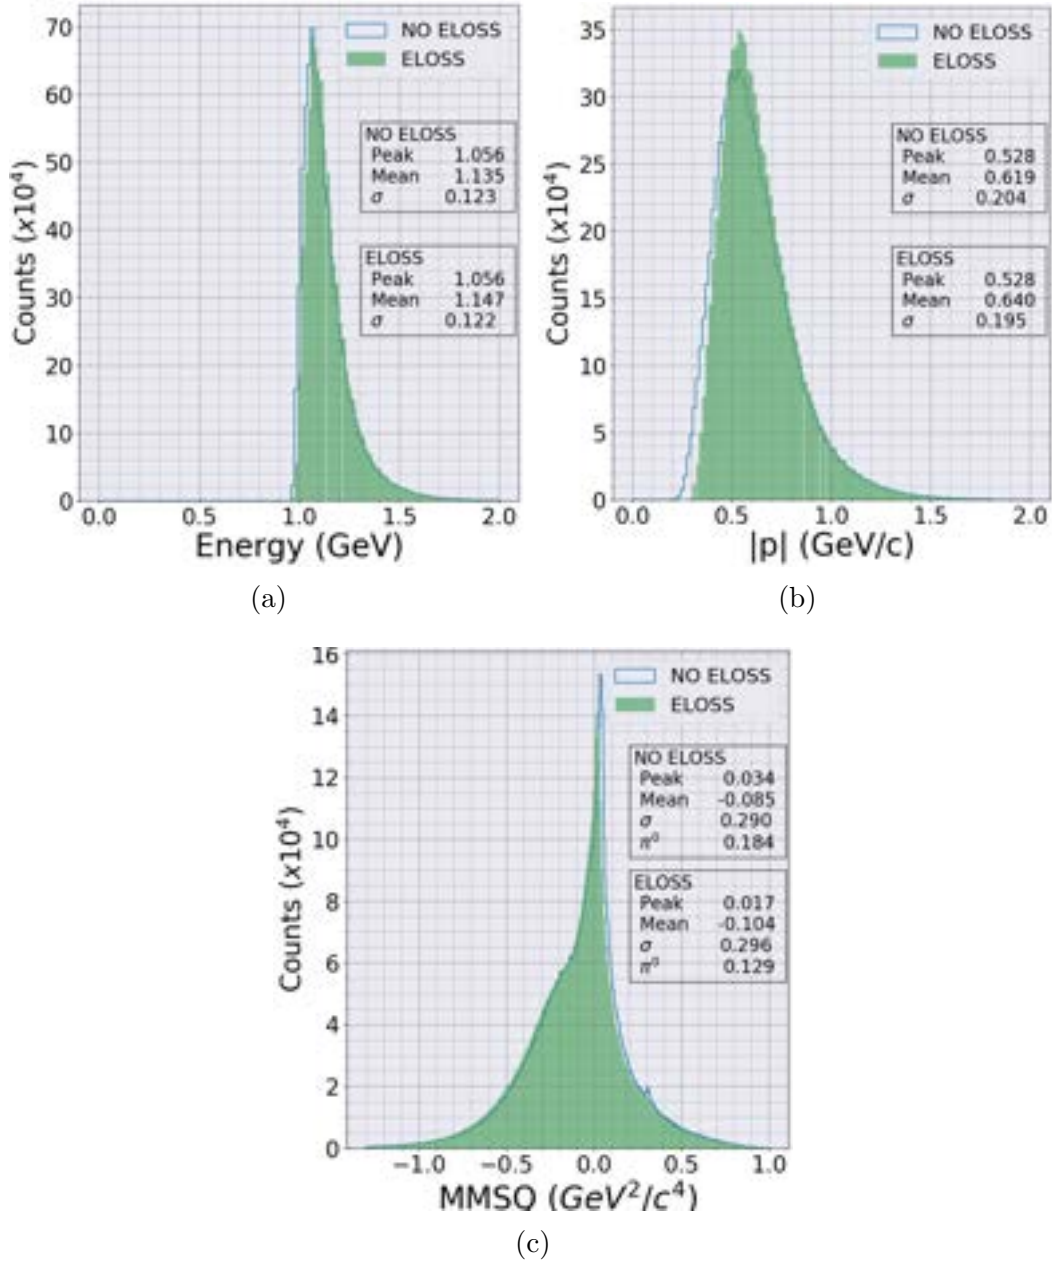 70
60
50
40
30
20
10
0
Counts (x10⁴)
NO ELOSS
ELOSS
NO ELOSS
Peak 1.056
Mean 1.135
σ 0.123
ELOSS
Peak 1.056
Mean 1.147
σ 0.122
0.0 0.5 1.0 1.5 2.0
Energy (GeV)
(a)
35
30
25
20
15
10
5
0
Counts (x10⁴)
NO ELOSS
ELOSS
NO ELOSS
Peak 0.528
Mean 0.619
σ 0.204
ELOSS
Peak 0.528
Mean 0.640
σ 0.195
0.0 0.5 1.0 1.5 2.0
|p| (GeV/c)
(b)
16
14
12
10
8
6
4
2
0
Counts (x10⁴)
NO ELOSS
ELOSS
NO ELOSS
Peak 0.034
Mean -0.085
σ 0.290
π⁰ 0.184
ELOSS
Peak 0.017
Mean -0.104
σ 0.296
π⁰ 0.129
−1.0 −0.5 0.0 0.5 1.0
MMSQ (GeV²/c⁴)
(c)